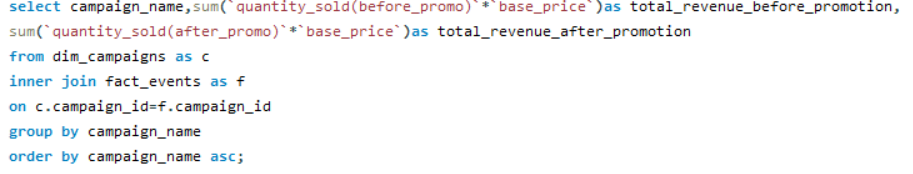 select campaign_name,sum(`quantity_sold(before_promo)`*`base_price`)as total_revenue_before_promotion,
sum(`quantity_sold(after_promo)`*`base_price`)as total_revenue_after_promotion
from dim_campaigns as c
inner join fact_events as f
on c.campaign_id=f.campaign_id
group by campaign_name
order by campaign_name asc;